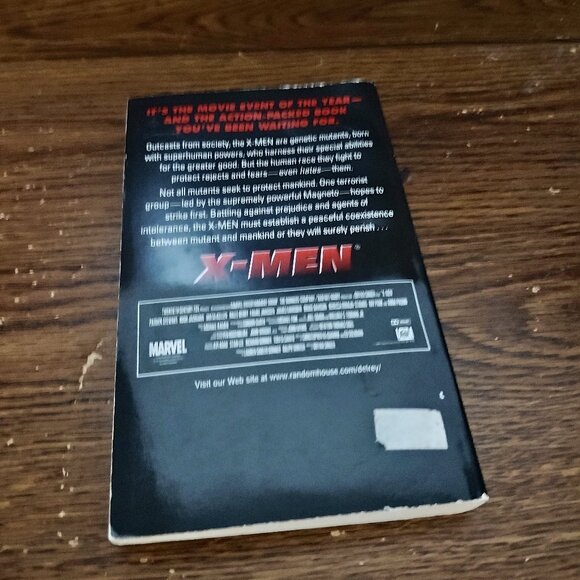 IT'S THE MOVIE EVENT OF THE YEAR—
AND THE ACTION-PACKED BOOK
YOU'VE BEEN WAITING FOR.
Outcasts from society, the X-MEN are genetic mutants, born
with superhuman powers, who harness their special abilities
for the greater good. But the human race they fight to
protect rejects and fears—even hates—them.
Not all mutants seek to protect mankind. One terrorist
group—led by the supremely powerful Magneto—hopes to
strike first. Battling against prejudice and agents of
intolerance, the X-MEN must establish a peaceful coexistence
between mutant and mankind or they will surely perish . . .
X-MEN®
MARVEL
Visit our Web site at www.randomhouse.com/delrey/